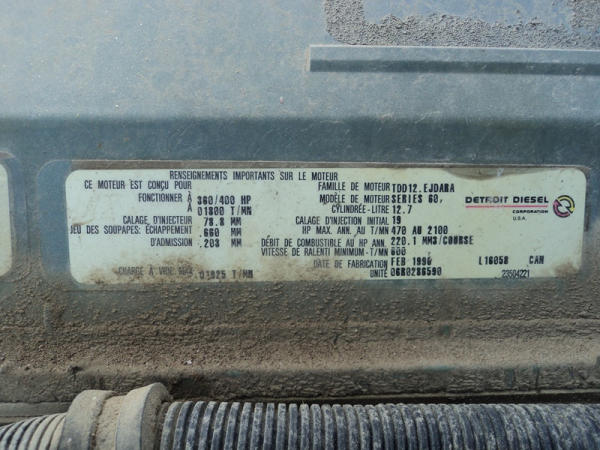 RENSEIGNEMENTS IMPORTANTS SUR LE MOTEUR
CE MOTEUR EST CONÇU POUR
FONCTIONNER À 360/400 HP
À 01800 T/MN
CALAGE, D'INJECTEUR 78.8 MM
JEU DES SOUPAPES: ÉCHAPPEMENT. .660 MM
D'ADMISSION. .203 MM
CHARGE À VIDE MAX T/MN
FAMILLE DE MOTEUR TDD12.EJDARA
MODÈLE DE MOTEUR SERIES 60,
CYLINDRÉE-LITRE 12.7
CALAGE D'INJECTION INITIAL 19
HP MAX. ANN. AU T/MN 470 AU 2100
DÉBIT DE COMBUSTIBLE AU HP ANN. 220.1 MM3/COURSE
VITESSE DE RALENTI MINIMUM-T/MN 600
DATE DE FABRICATION FEB 1996 L16058 CAN
UNITÉ 06R0286590 23504221
DETROIT DIESEL
CORPORATION
U.S.A.